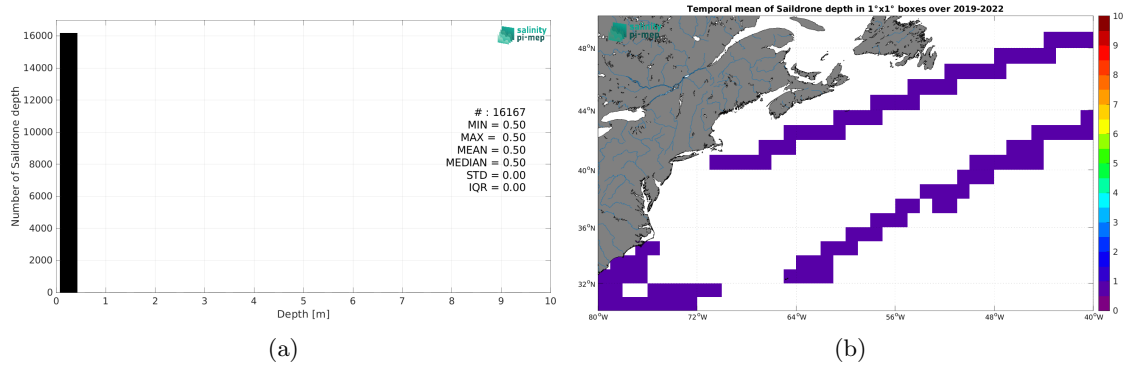 salinity
pi-mep
16000
14000
12000
10000
8000
6000
4000
2000
0
Number of Saildrone depth
# : 16167
MIN = 0.50
MAX = 0.50
MEAN = 0.50
MEDIAN = 0.50
STD = 0.00
IQR = 0.00
0 1 2 3 4 5 6 7 8 9 10
Depth [m]
(a)
Temporal mean of Saildrone depth in 1°x1° boxes over 2019-2022
salinity
pi-mep
48°N
44°N
40°N
36°N
32°N
80°W 72°W 64°W 56°W 48°W 40°W
10
9
8
7
6
5
4
3
2
1
0
(b)